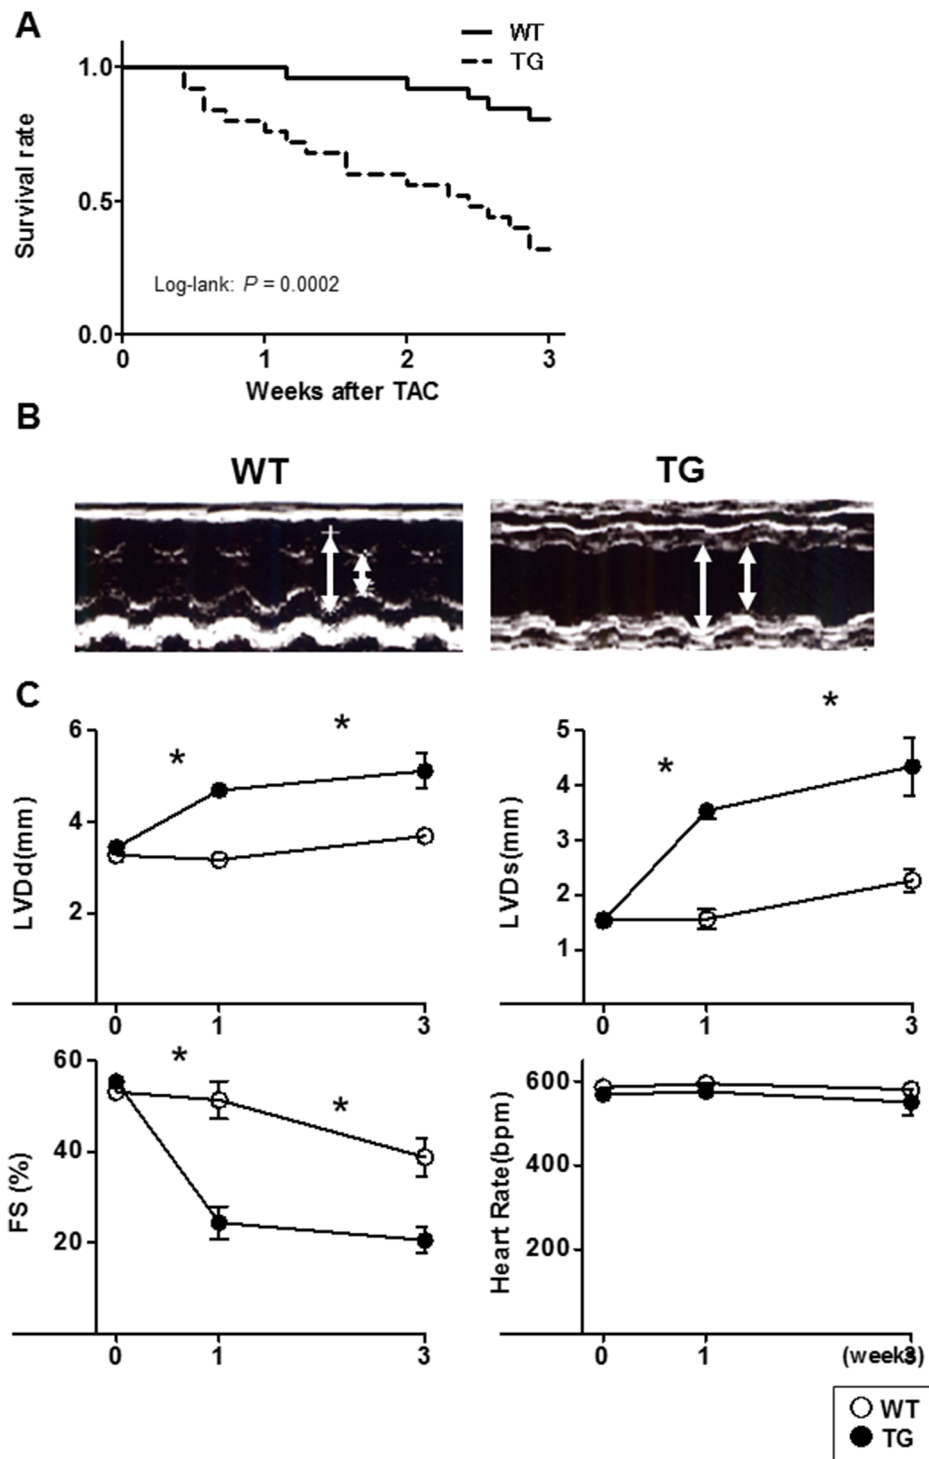 A
WT
TG
1.0
0.5
0.0
Survival rate
Log-lank: P = 0.0002
0 1 2 3
Weeks after TAC
B
WT TG
C
6
4
2
LVDd(mm)
*
*
0 1 3
5
4
3
2
1
LVDs(mm)
*
*
0 1 3
60
40
20
FS (%)
*
*
0 1 3
600
400
200
Heart Rate(bpm)
0 1 3
(weeks)
WT
TG